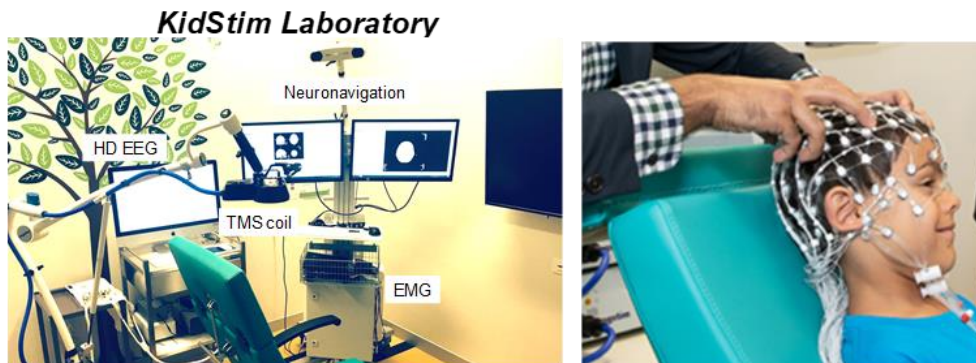 KidStim Laboratory
Neuronavigation
HD EEG
TMS coil
EMG